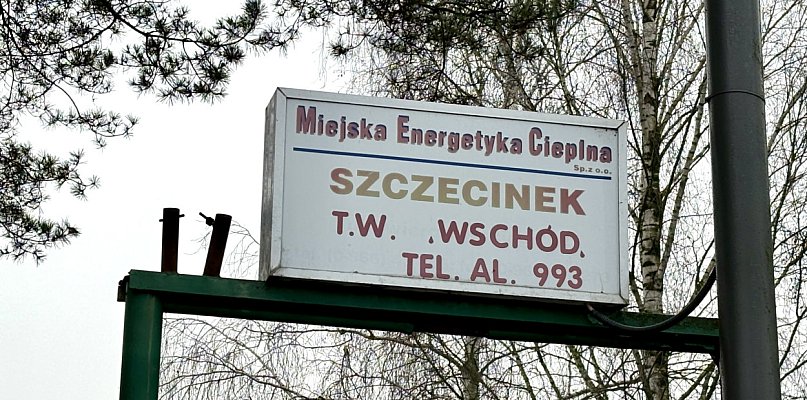 Miejska Energetyka Cieplna
Sp.z o.o.
SZCZECINEK
T.W. „WSCHÓD„
TEL. AL. 993